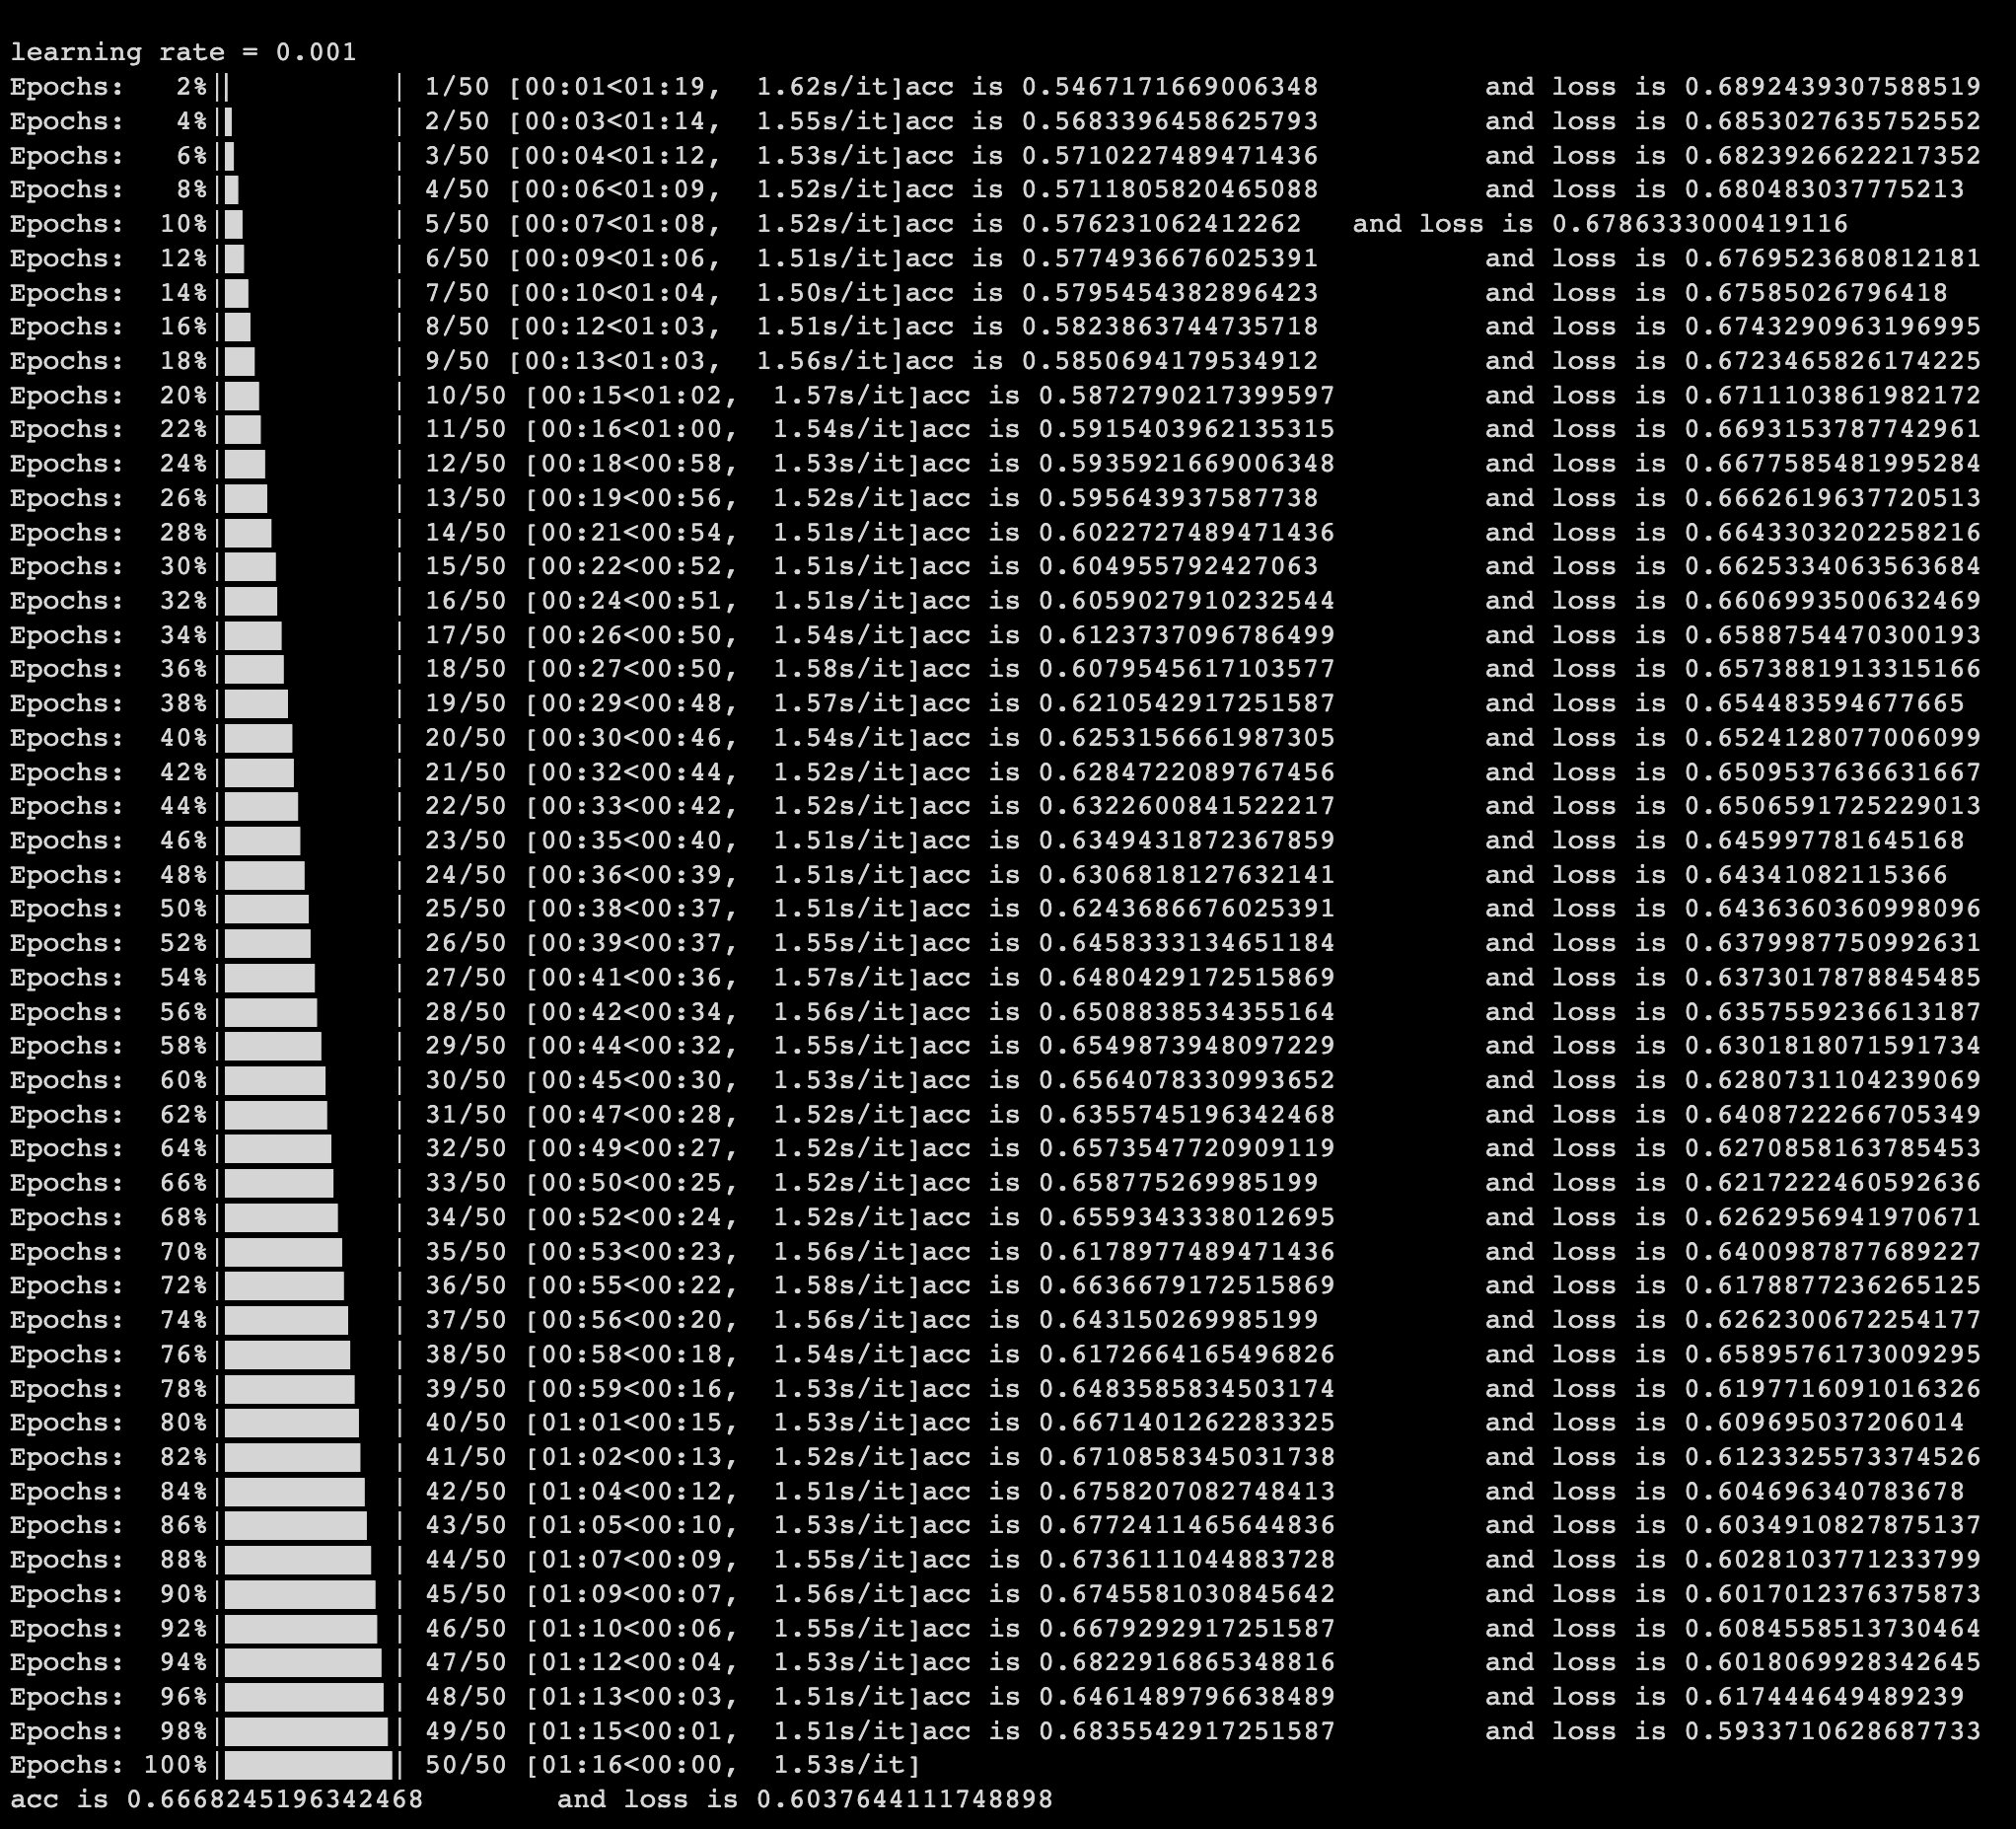 learning rate = 0.001
Epochs:   2%|| | 1/50 [00:01<01:19,  1.62s/it]acc is 0.5467171669006348 and loss is 0.6892439307588519
Epochs:   4%| | 2/50 [00:03<01:14,  1.55s/it]acc is 0.5683396458625793 and loss is 0.6853027635752552
Epochs:   6%| | 3/50 [00:04<01:12,  1.53s/it]acc is 0.5710227489471436 and loss is 0.6823926622217352
Epochs:   8%| | 4/50 [00:06<01:09,  1.52s/it]acc is 0.5711805820465088 and loss is 0.680483037775213
Epochs:  10%| | 5/50 [00:07<01:08,  1.52s/it]acc is 0.576231062412262 and loss is 0.6786333000419116
Epochs:  12%| | 6/50 [00:09<01:06,  1.51s/it]acc is 0.5774936676025391 and loss is 0.6769523680812181
Epochs:  14%| | 7/50 [00:10<01:04,  1.50s/it]acc is 0.5795454382896423 and loss is 0.67585026796418
Epochs:  16%| | 8/50 [00:12<01:03,  1.51s/it]acc is 0.5823863744735718 and loss is 0.6743290963196995
Epochs:  18%| | 9/50 [00:13<01:03,  1.56s/it]acc is 0.5850694179534912 and loss is 0.6723465826174225
Epochs:  20%| | 10/50 [00:15<01:02,  1.57s/it]acc is 0.5872790217399597 and loss is 0.6711103861982172
Epochs:  22%| | 11/50 [00:16<01:00,  1.54s/it]acc is 0.5915403962135315 and loss is 0.6693153787742961
Epochs:  24%| | 12/50 [00:18<00:58,  1.53s/it]acc is 0.5935921669006348 and loss is 0.6677585481995284
Epochs:  26%| | 13/50 [00:19<00:56,  1.52s/it]acc is 0.595643937587738 and loss is 0.6662619637720513
Epochs:  28%| | 14/50 [00:21<00:54,  1.51s/it]acc is 0.6022727489471436 and loss is 0.6643303202258216
Epochs:  30%| | 15/50 [00:22<00:52,  1.51s/it]acc is 0.604955792427063 and loss is 0.6625334063563684
Epochs:  32%| | 16/50 [00:24<00:51,  1.51s/it]acc is 0.6059027910232544 and loss is 0.6606993500632469
Epochs:  34%| | 17/50 [00:26<00:50,  1.54s/it]acc is 0.6123737096786499 and loss is 0.6588754470300193
Epochs:  36%| | 18/50 [00:27<00:50,  1.58s/it]acc is 0.6079545617103577 and loss is 0.6573881913315166
Epochs:  38%| | 19/50 [00:29<00:48,  1.57s/it]acc is 0.6210542917251587 and loss is 0.654483594677665
Epochs:  40%| | 20/50 [00:30<00:46,  1.54s/it]acc is 0.6253156661987305 and loss is 0.6524128077006099
Epochs:  42%| | 21/50 [00:32<00:44,  1.52s/it]acc is 0.6284722089767456 and loss is 0.6509537636631667
Epochs:  44%| | 22/50 [00:33<00:42,  1.52s/it]acc is 0.6322600841522217 and loss is 0.6506591725229013
Epochs:  46%| | 23/50 [00:35<00:40,  1.51s/it]acc is 0.6349431872367859 and loss is 0.645997781645168
Epochs:  48%| | 24/50 [00:36<00:39,  1.51s/it]acc is 0.6306818127632141 and loss is 0.64341082115366
Epochs:  50%| | 25/50 [00:38<00:37,  1.51s/it]acc is 0.6243686676025391 and loss is 0.6436360360998096
Epochs:  52%| | 26/50 [00:39<00:37,  1.55s/it]acc is 0.6458333134651184 and loss is 0.6379987750992631
Epochs:  54%| | 27/50 [00:41<00:36,  1.57s/it]acc is 0.6480429172515869 and loss is 0.6373017878845485
Epochs:  56%| | 28/50 [00:42<00:34,  1.56s/it]acc is 0.6508838534355164 and loss is 0.6357559236613187
Epochs:  58%| | 29/50 [00:44<00:32,  1.55s/it]acc is 0.6549873948097229 and loss is 0.6301818071591734
Epochs:  60%| | 30/50 [00:45<00:30,  1.53s/it]acc is 0.6564078330993652 and loss is 0.6280731104239069
Epochs:  62%| | 31/50 [00:47<00:28,  1.52s/it]acc is 0.6355745196342468 and loss is 0.6408722266705349
Epochs:  64%| | 32/50 [00:49<00:27,  1.52s/it]acc is 0.6573547720909119 and loss is 0.6270858163785453
Epochs:  66%| | 33/50 [00:50<00:25,  1.52s/it]acc is 0.658775269985199 and loss is 0.6217222460592636
Epochs:  68%| | 34/50 [00:52<00:24,  1.52s/it]acc is 0.6559343338012695 and loss is 0.6262956941970671
Epochs:  70%| | 35/50 [00:53<00:23,  1.56s/it]acc is 0.6178977489471436 and loss is 0.6400987877689227
Epochs:  72%| | 36/50 [00:55<00:22,  1.58s/it]acc is 0.6636679172515869 and loss is 0.6178877236265125
Epochs:  74%| | 37/50 [00:56<00:20,  1.56s/it]acc is 0.643150269985199 and loss is 0.6262300672254177
Epochs:  76%| | 38/50 [00:58<00:18,  1.54s/it]acc is 0.6172664165496826 and loss is 0.6589576173009295
Epochs:  78%| | 39/50 [00:59<00:16,  1.53s/it]acc is 0.6483585834503174 and loss is 0.6197716091016326
Epochs:  80%| | 40/50 [01:01<00:15,  1.53s/it]acc is 0.6671401262283325 and loss is 0.609695037206014
Epochs:  82%| | 41/50 [01:02<00:13,  1.52s/it]acc is 0.6710858345031738 and loss is 0.6123325573374526
Epochs:  84%| | 42/50 [01:04<00:12,  1.51s/it]acc is 0.6758207082748413 and loss is 0.604696340783678
Epochs:  86%| | 43/50 [01:05<00:10,  1.53s/it]acc is 0.6772411465644836 and loss is 0.6034910827875137
Epochs:  88%| | 44/50 [01:07<00:09,  1.55s/it]acc is 0.6736111044883728 and loss is 0.6028103771233799
Epochs:  90%| | 45/50 [01:09<00:07,  1.56s/it]acc is 0.6745581030845642 and loss is 0.6017012376375873
Epochs:  92%| | 46/50 [01:10<00:06,  1.55s/it]acc is 0.6679292917251587 and loss is 0.6084558513730464
Epochs:  94%| | 47/50 [01:12<00:04,  1.53s/it]acc is 0.6822916865348816 and loss is 0.6018069928342645
Epochs:  96%| | 48/50 [01:13<00:03,  1.51s/it]acc is 0.6461489796638489 and loss is 0.617444649489239
Epochs:  98%| | 49/50 [01:15<00:01,  1.51s/it]acc is 0.6835542917251587 and loss is 0.5933710628687733
Epochs: 100%| | 50/50 [01:16<00:00,  1.53s/it]
acc is 0.6668245196342468 and loss is 0.6037644111748898